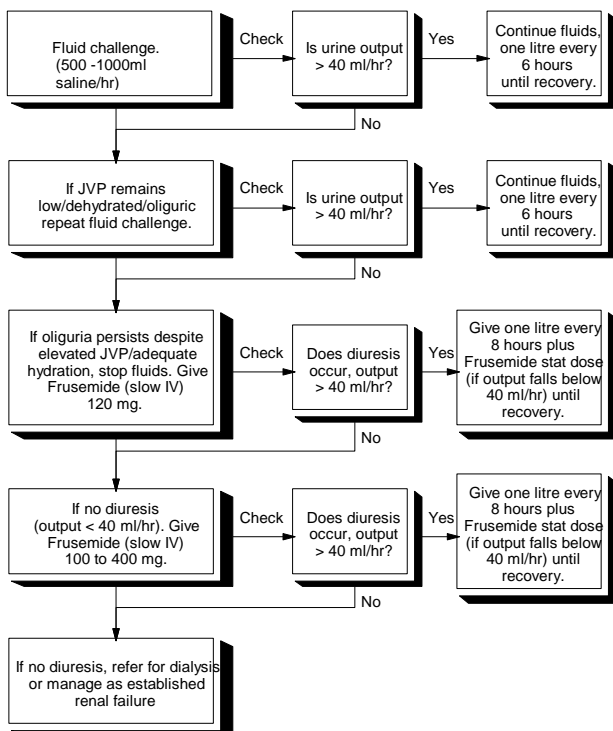 Fluid challenge.
(500 -1000ml
saline/hr)
Check
Is urine output
> 40 ml/hr?
Yes
Continue fluids,
one litre every
6 hours
until recovery.
No
If JVP remains
low/dehydrated/oliguric
repeat fluid challenge.
Check
Is urine output
> 40 ml/hr?
Yes
Continue fluids,
one litre every
6 hours
until recovery.
No
If oliguria persists despite
elevated JVP/adequate
hydration, stop fluids. Give
Frusemide (slow IV)
120 mg.
Check
Does diuresis
occur, output
> 40 ml/hr?
Yes
Give one litre every
8 hours plus
Frusemide stat dose
(if output falls below
40 ml/hr) until
recovery.
No
If no diuresis
(output < 40 ml/hr). Give
Frusemide (slow IV)
100 to 400 mg.
Check
Does diuresis
occur, output
> 40 ml/hr?
Yes
Give one litre every
8 hours plus
Frusemide stat dose
(if output falls below
40 ml/hr) until
recovery.
No
If no diuresis, refer for dialysis
or manage as established
renal failure